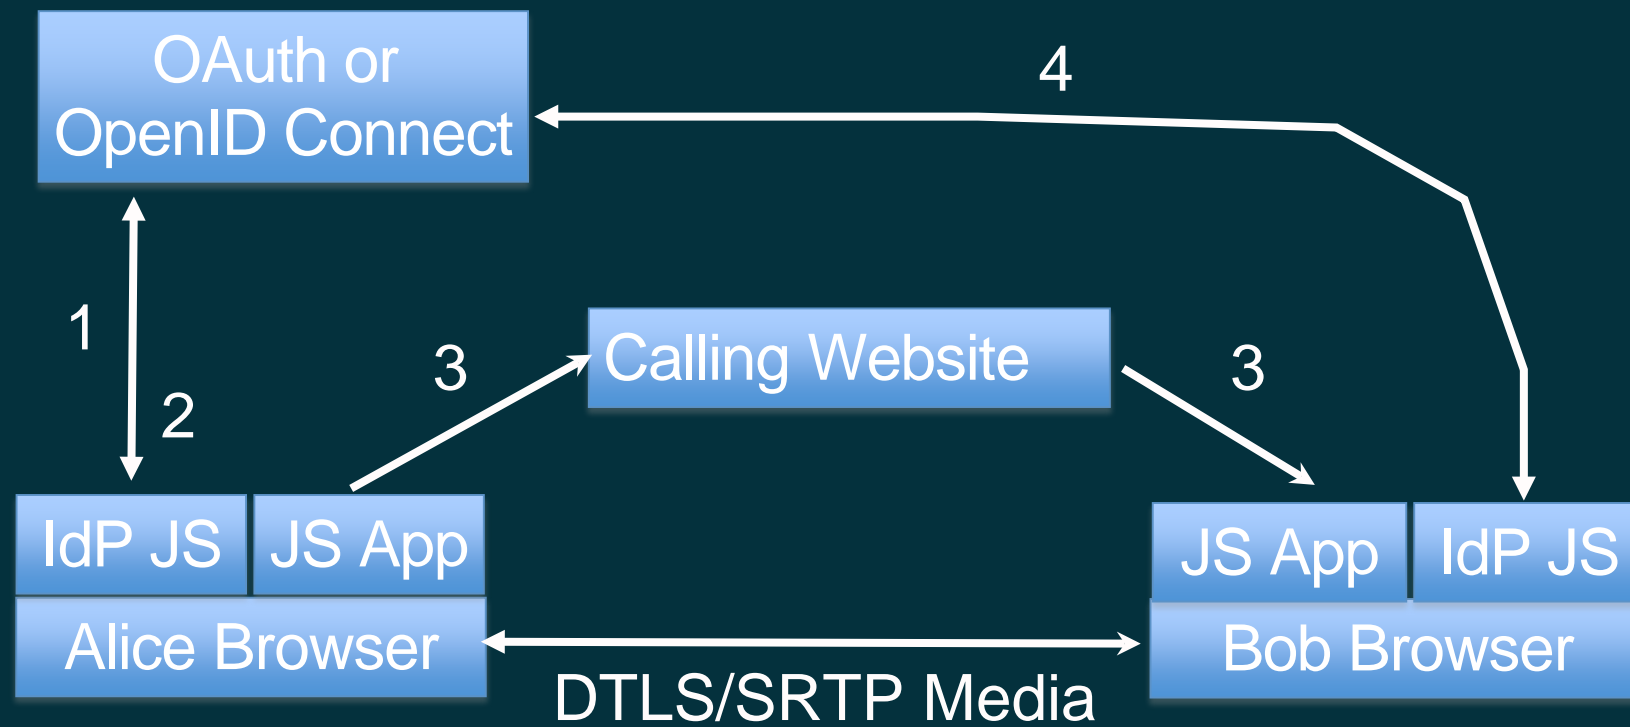 OAuth or
OpenID Connect
4
1
2
3
Calling Website
3
IdP JS
JS App
JS App
IdP JS
Alice Browser
Bob Browser
DTLS/SRTP Media